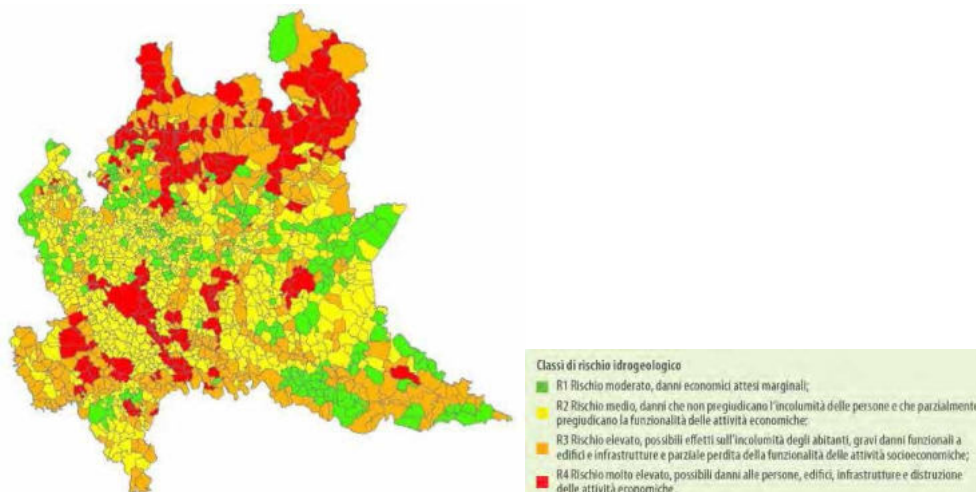 Classi di rischio idrogeologico
R1 Rischio moderato, danni economici attesi marginali;
R2 Rischio medio, danni che non pregiudicano l'incolumità delle persone e che parzialmente
pregiudicano la funzionalità delle attività economiche;
R3 Rischio elevato, possibili effetti sull'incolumità degli abitanti, gravi danni funzionali a
edifici e infrastrutture e parziale perdita della funzionalità delle attività socioeconomiche;
R4 Rischio molto elevato, possibili danni alle persone, edifici, infrastrutture e distruzione
delle attività economiche